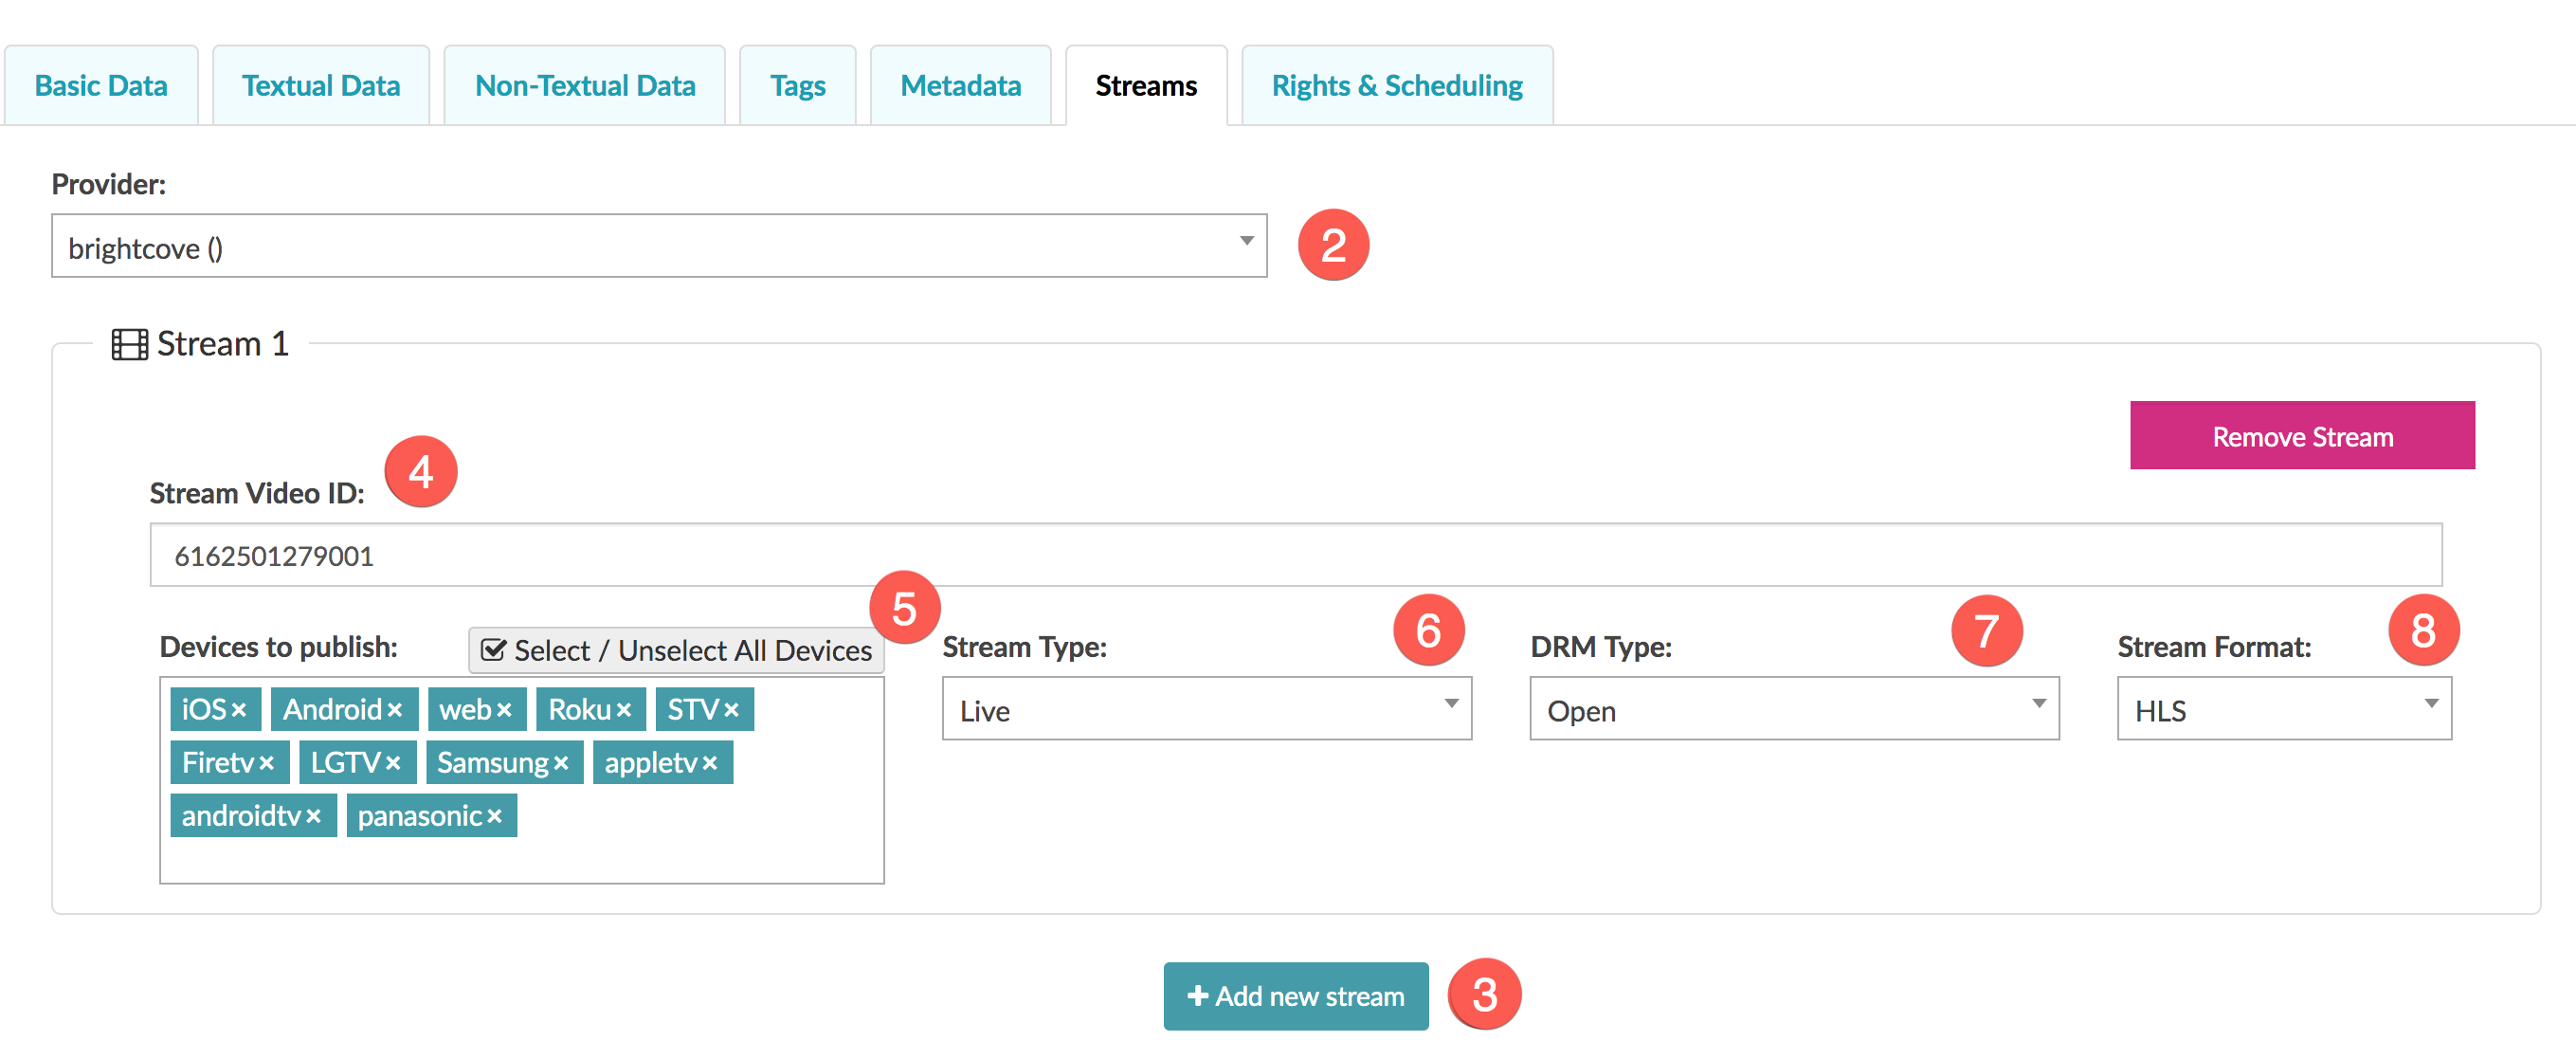 Basic Data Textual Data Non-Textual Data Tags Metadata Streams Rights & Scheduling
Provider:
brightcove () 2
Stream 1
Remove Stream
Stream Video ID: 4
6162501279001
Devices to publish: Select / Unselect All Devices 5 Stream Type: 6 DRM Type: 7 Stream Format: 8
iOS× Android× web× Roku× STV× Live Open HLS
Firetv× LGTV× Samsung× appletv×
androidtv× panasonic×
+ Add new stream 3